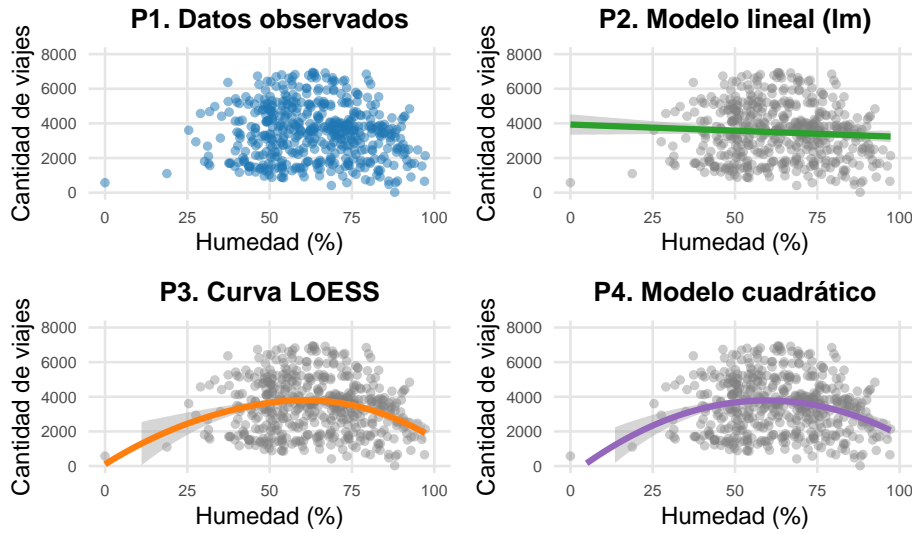 P1. Datos observados
Cantidad de viajes
8000
6000
4000
2000
0
0 25 50 75 100
Humedad (%)
P2. Modelo lineal (lm)
Cantidad de viajes
8000
6000
4000
2000
0
0 25 50 75 100
Humedad (%)
P3. Curva LOESS
Cantidad de viajes
8000
6000
4000
2000
0
0 25 50 75 100
Humedad (%)
P4. Modelo cuadrático
Cantidad de viajes
8000
6000
4000
2000
0
0 25 50 75 100
Humedad (%)